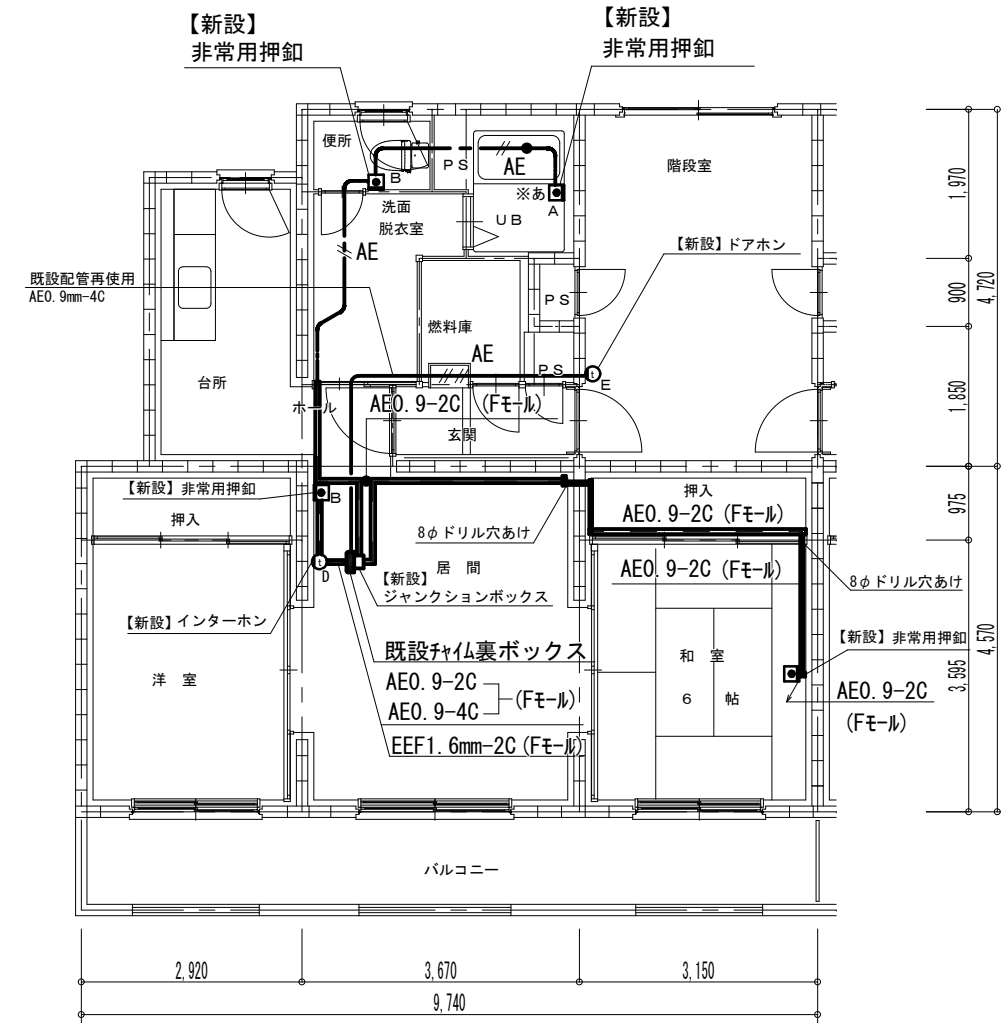 【新設】
非常用押釦
【新設】
非常用押釦
便所
PS
AE
※あ
A
B
洗面
脱衣室
UB
階段室
AE
【新設】ドアホン
既設配管再使用
AE0.9mm-4C
PS
燃料庫
AE
PS
t
E
台所
ホール
AE0.9-2C (Fモール)
玄関
【新設】非常用押釦
B
押入
押入
AE0.9-2C (Fモール)
8φドリル穴あけ
t
D
居間
AE0.9-2C (Fモール)
8φドリル穴あけ
【新設】
ジャンクションボックス
【新設】インターホン
【新設】非常用押釦
既設チャイム裏ボックス
洋室
和室
6帖
AE0.9-2C
AE0.9-4C
(Fモール)
AE0.9-2C
(Fモール)
EEF1.6mm-2C (Fモール)
バルコニー
1,970
900
1,850
4,720
975
3,595
4,570
2,920
3,670
3,150
9,740